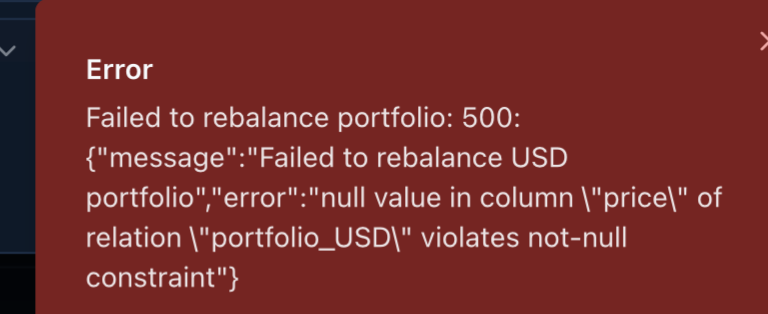 Error
Failed to rebalance portfolio: 500:
{"message":"Failed to rebalance USD
portfolio","error":"null value in column \"price\" of
relation \"portfolio_USD\" violates not-null
constraint"}